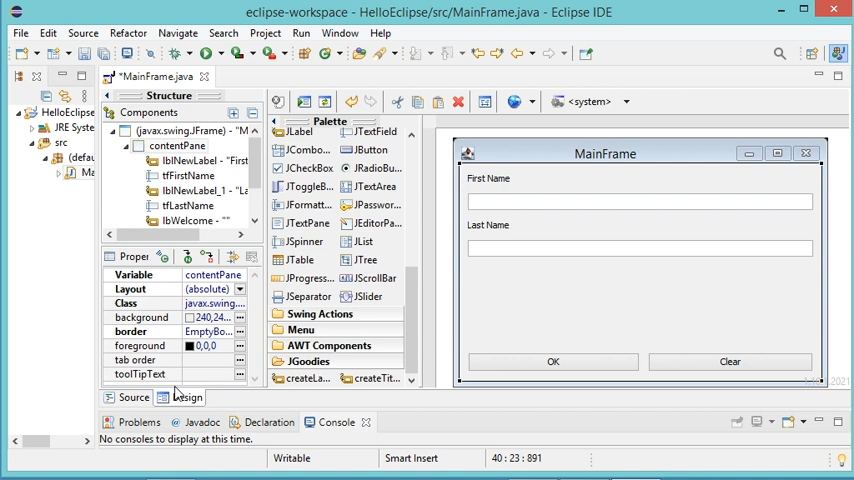 eclipse-workspace - HelloEclipse/src/MainFrame.java - Eclipse IDE
File Edit Source Refactor Navigate Search Project Run Window Help
*MainFrame.java
Structure
Components
(javax.swing.JFrame) - "M
contentPane
lblNewLabel - "First
tfFirstName
lblNewLabel_1 - "La
tfLastName
lbWelcome - ""
HelloEclipse
JRE Syste
src
(defau
Ma
Proper
Variable contentPane
Layout (absolute)
Class javax.swing....
background 240,24...
border EmptyBo...
foreground 0,0,0
tab order
toolTipText
<system>
Palette
JLabel JTextField
JCombo... JButton
JCheckBox JRadioBu...
JToggleB... JTextArea
JFormatt... JPasswor...
JTextPane JEditorPa...
JSpinner JList
JTable JTree
JProgress... JScrollBar
JSeparator JSlider
Swing Actions
Menu
AWT Components
JGoodies
createLa... createTit...
MainFrame
First Name
Last Name
OK Clear
Source Design
Problems Javadoc Declaration Console
No consoles to display at this time.
Writable Smart Insert 40 : 23 : 891